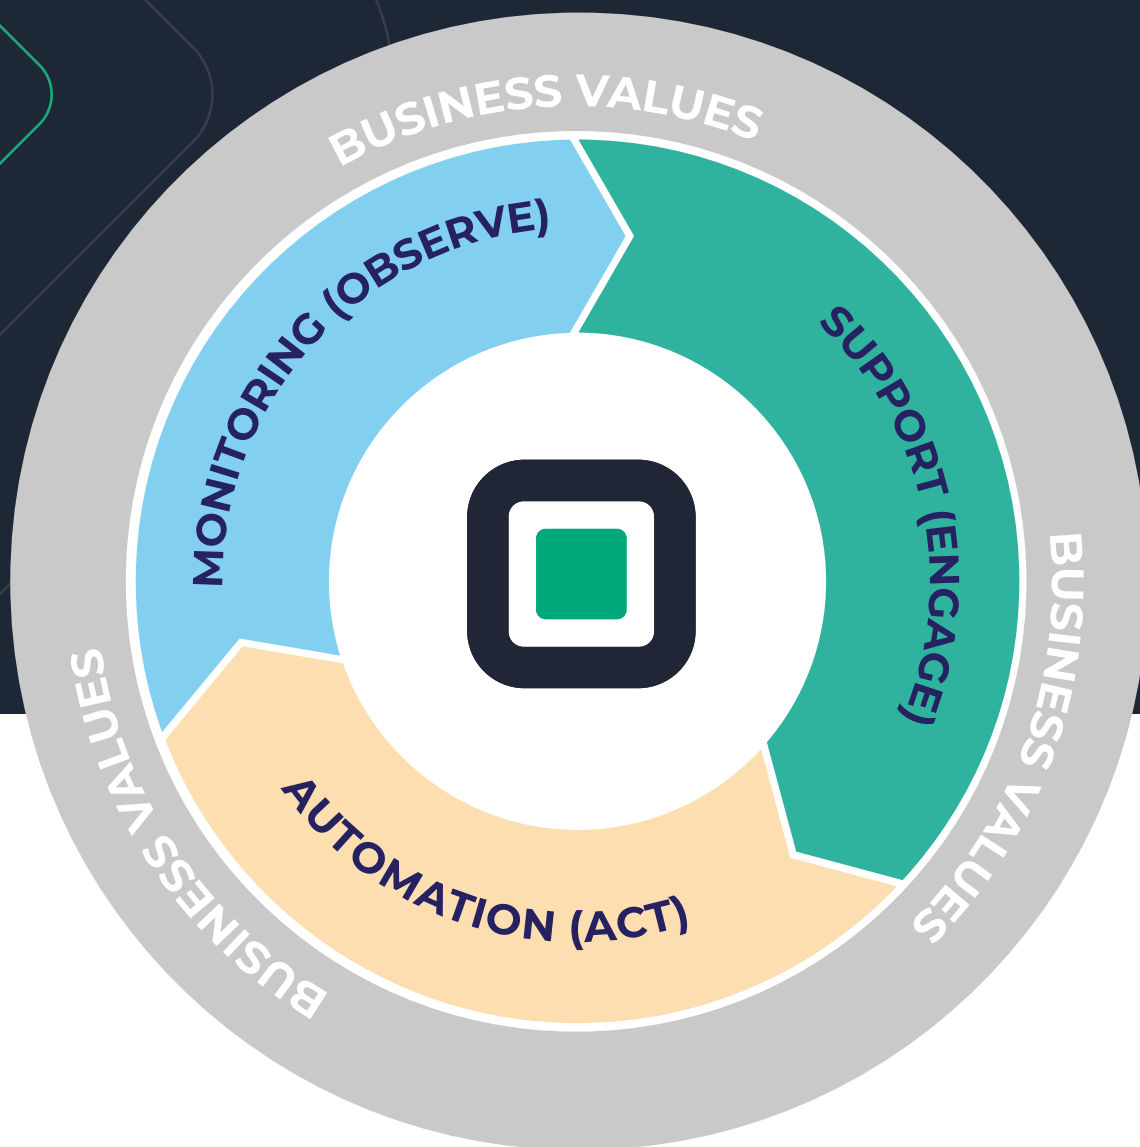 BUSINESS VALUES
MONITORING (OBSERVE)
SUPPORT (ENGAGE)
BUSINESS VALUES
AUTOMATION (ACT)
BUSINESS VALUES